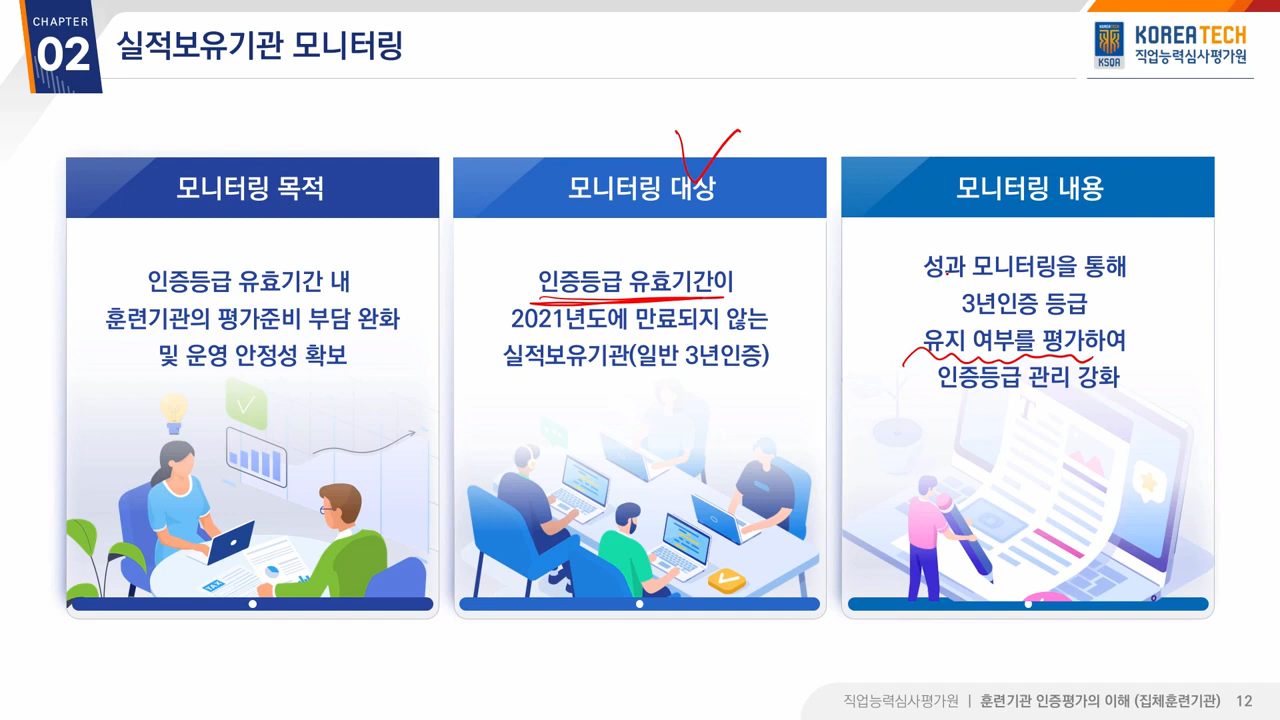 CHAPTER
02
실적보유기관 모니터링
KSQA
KOREATECH
직업능력심사평가원
모니터링 목적
인증등급 유효기간 내
훈련기관의 평가준비 부담 완화
및 운영 안정성 확보
모니터링 대상
인증등급 유효기간이
2021년도에 만료되지 않는
실적보유기관(일반 3년인증)
모니터링 내용
성과 모니터링을 통해
3년인증 등급
유지 여부를 평가하여
인증등급 관리 강화
직업능력심사평가원 | 훈련기관 인증평가의 이해 (집체훈련기관) 12